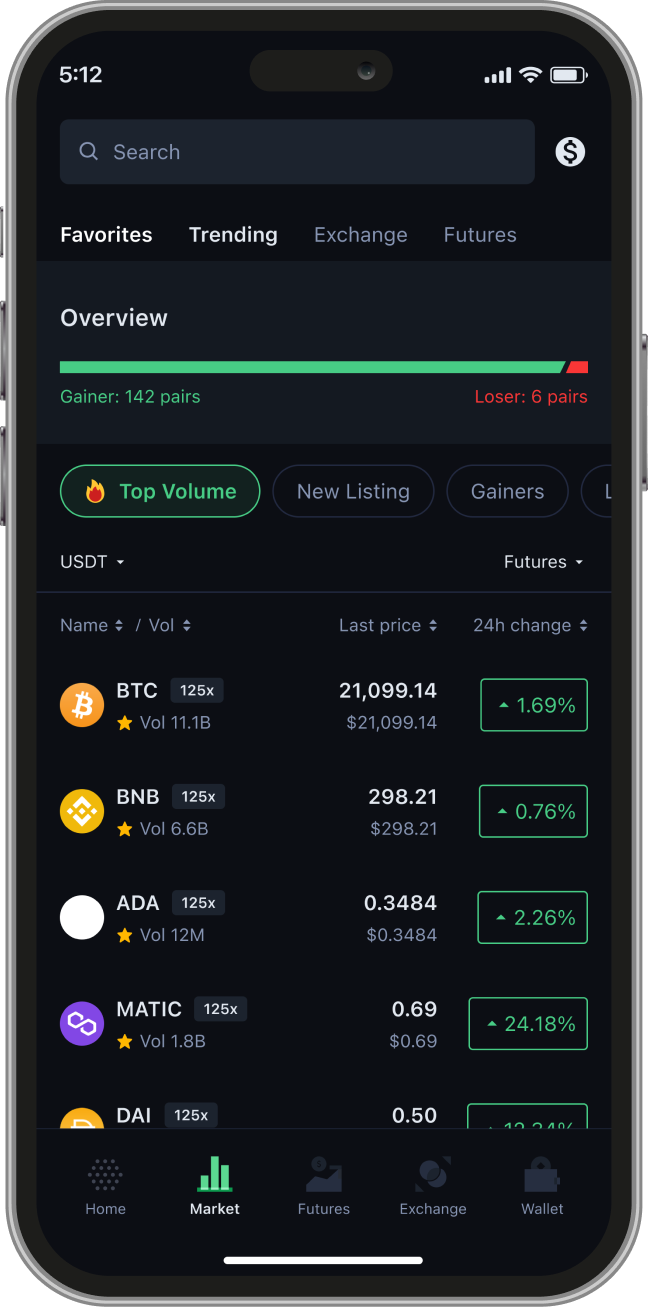 5:12
Search
Favorites Trending Exchange Futures
Overview
Gainer: 142 pairs Loser: 6 pairs
Top Volume New Listing Gainers L
USDT Futures
Name / Vol Last price 24h change
BTC 125x 21,099.14 1.69%
Vol 11.1B $21,099.14
BNB 125x 298.21 0.76%
Vol 6.6B $298.21
ADA 125x 0.3484 2.26%
Vol 12M $0.3484
MATIC 125x 0.69 24.18%
Vol 1.8B $0.69
DAI 125x 0.50 12.34%
Home Market Futures Exchange Wallet